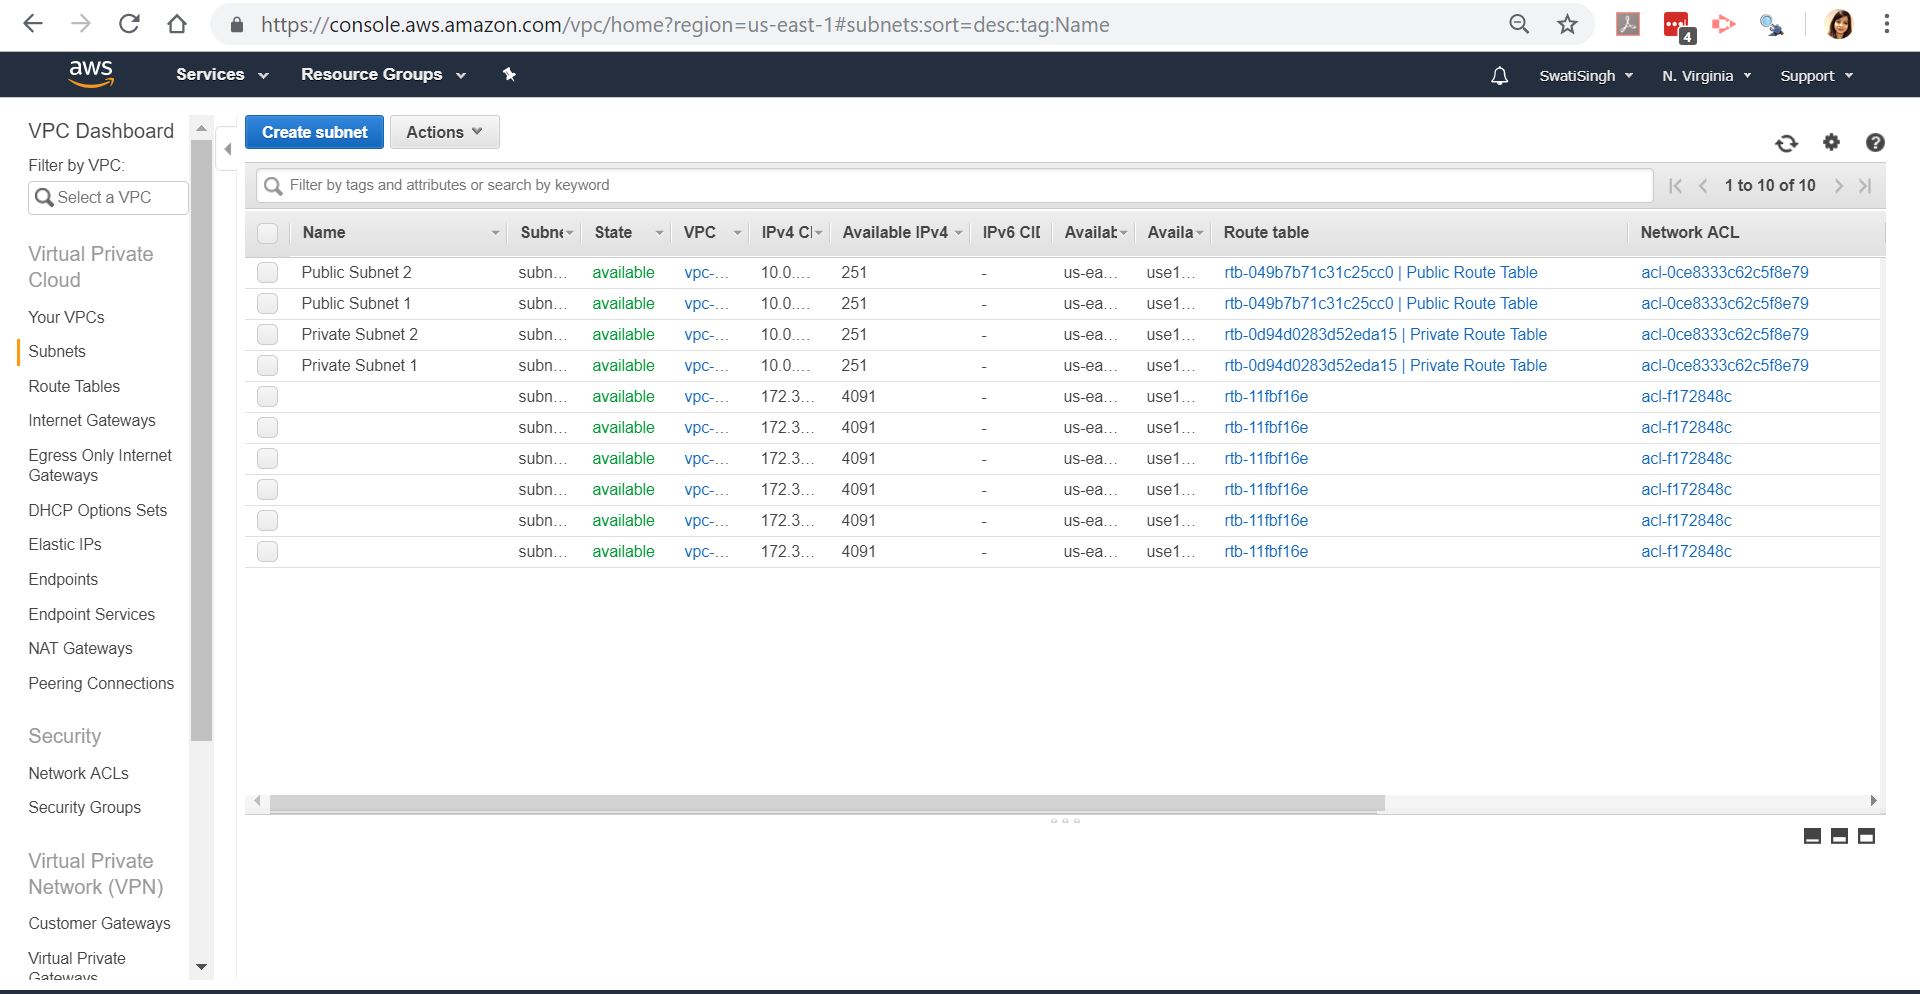 https://console.aws.amazon.com/vpc/home?region=us-east-1#subnets:sort=desc:tag:Name
4
aws Services Resource Groups SwatiSingh N. Virginia Support
VPC Dashboard
Filter by VPC:
Select a VPC
Virtual Private
Cloud
Your VPCs
Subnets
Route Tables
Internet Gateways
Egress Only Internet
Gateways
DHCP Options Sets
Elastic IPs
Endpoints
Endpoint Services
NAT Gateways
Peering Connections
Security
Network ACLs
Security Groups
Virtual Private
Network (VPN)
Customer Gateways
Virtual Private
Gateways
Create subnet Actions
Filter by tags and attributes or search by keyword 1 to 10 of 10
Name Subne State VPC IPv4 CI Available IPv4 IPv6 CID Availab Availa Route table Network ACL
Public Subnet 2 subn... available vpc-... 10.0.... 251 - us-ea... use1... rtb-049b7b71c31c25cc0 | Public Route Table acl-0ce8333c62c5f8e79
Public Subnet 1 subn... available vpc-... 10.0.... 251 - us-ea... use1... rtb-049b7b71c31c25cc0 | Public Route Table acl-0ce8333c62c5f8e79
Private Subnet 2 subn... available vpc-... 10.0.... 251 - us-ea... use1... rtb-0d94d0283d52eda15 | Private Route Table acl-0ce8333c62c5f8e79
Private Subnet 1 subn... available vpc-... 10.0.... 251 - us-ea... use1... rtb-0d94d0283d52eda15 | Private Route Table acl-0ce8333c62c5f8e79
subn... available vpc-... 172.3... 4091 - us-ea... use1... rtb-11fbf16e acl-f172848c
subn... available vpc-... 172.3... 4091 - us-ea... use1... rtb-11fbf16e acl-f172848c
subn... available vpc-... 172.3... 4091 - us-ea... use1... rtb-11fbf16e acl-f172848c
subn... available vpc-... 172.3... 4091 - us-ea... use1... rtb-11fbf16e acl-f172848c
subn... available vpc-... 172.3... 4091 - us-ea... use1... rtb-11fbf16e acl-f172848c
subn... available vpc-... 172.3... 4091 - us-ea... use1... rtb-11fbf16e acl-f172848c